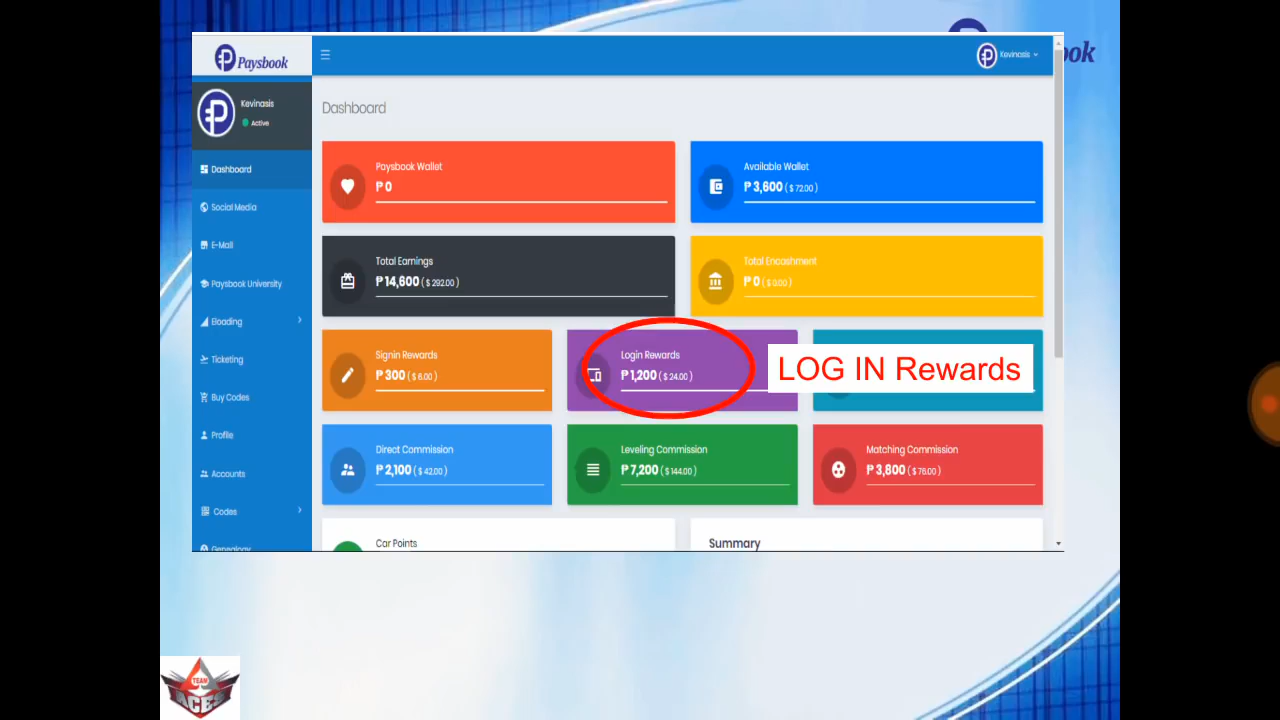 Paysbook
Kevinasis
ook
Kevinasis
Active
Dashboard
Dashboard
Social Media
E-Mall
Paysbook University
Eloading
Ticketing
Buy Codes
Profile
Accounts
Codes
Genealogy
Paysbook Wallet
₱ 0
Available Wallet
₱ 3,600 ( $ 72.00 )
Total Earnings
₱ 14,600 ( $ 292.00 )
Total Encashment
₱ 0 ( $ 0.00 )
Signin Rewards
₱ 300 ( $ 6.00 )
Login Rewards
₱ 1,200 ( $ 24.00 )
LOG IN Rewards
Direct Commission
₱ 2,100 ( $ 42.00 )
Leveling Commission
₱ 7,200 ( $ 144.00 )
Matching Commission
₱ 3,800 ( $ 76.00 )
Car Points
Summary
TEAM
ACES